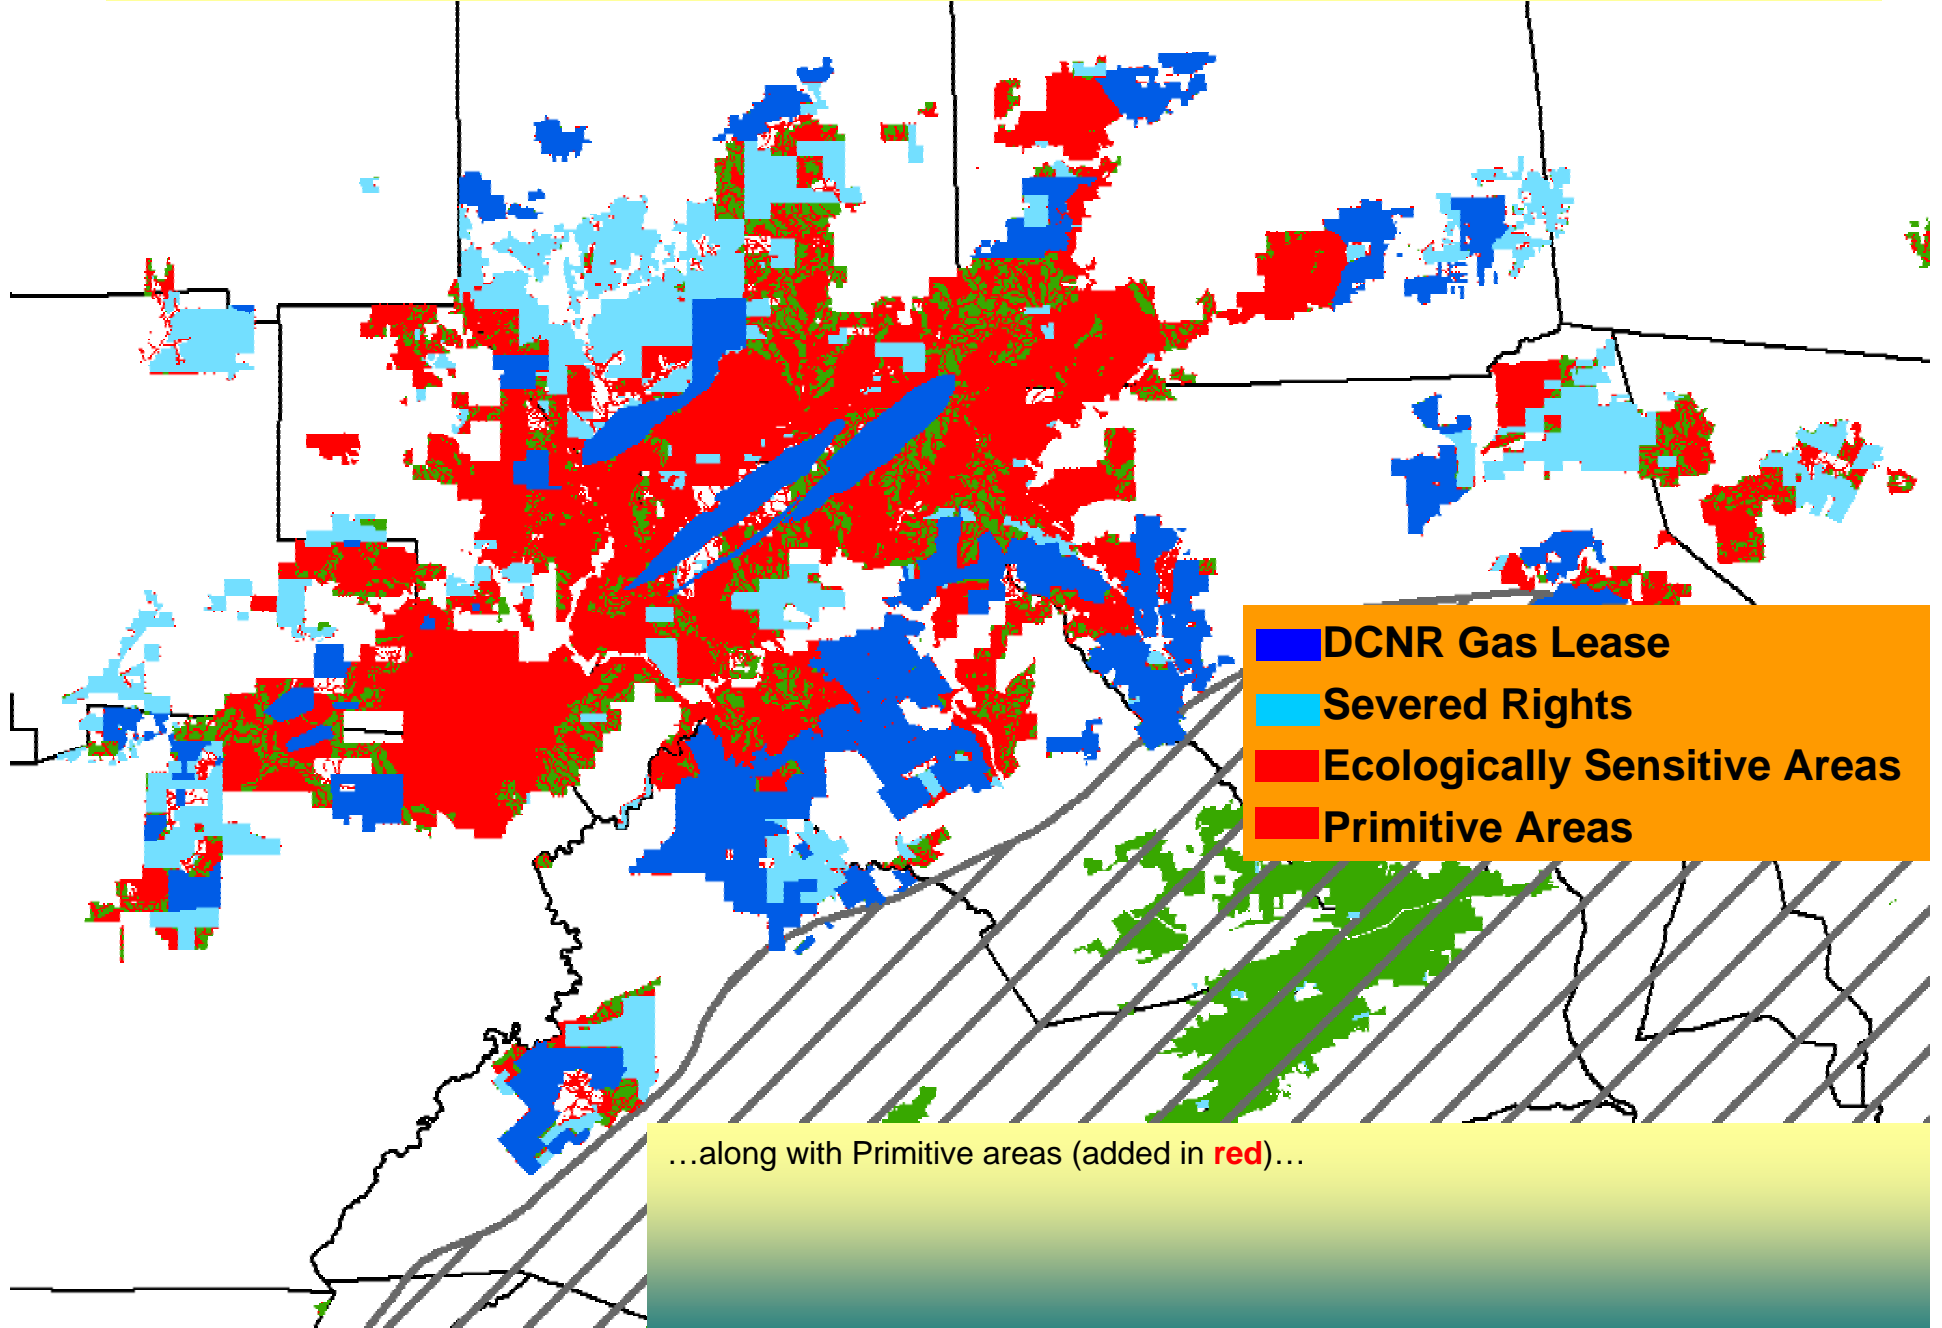 DCNR Gas Lease
Severed Rights
Ecologically Sensitive Areas
Primitive Areas
…along with Primitive areas (added in red)…